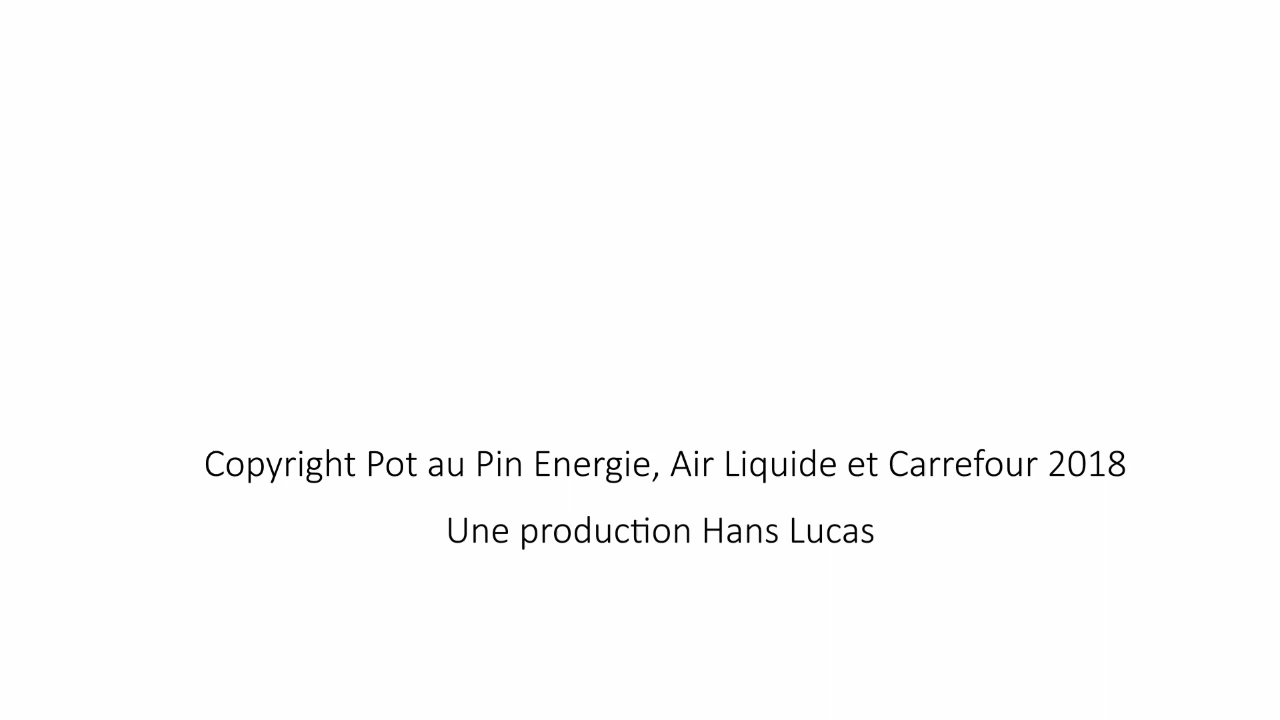 Copyright Pot au Pin Energie, Air Liquide et Carrefour 2018
Une production Hans Lucas